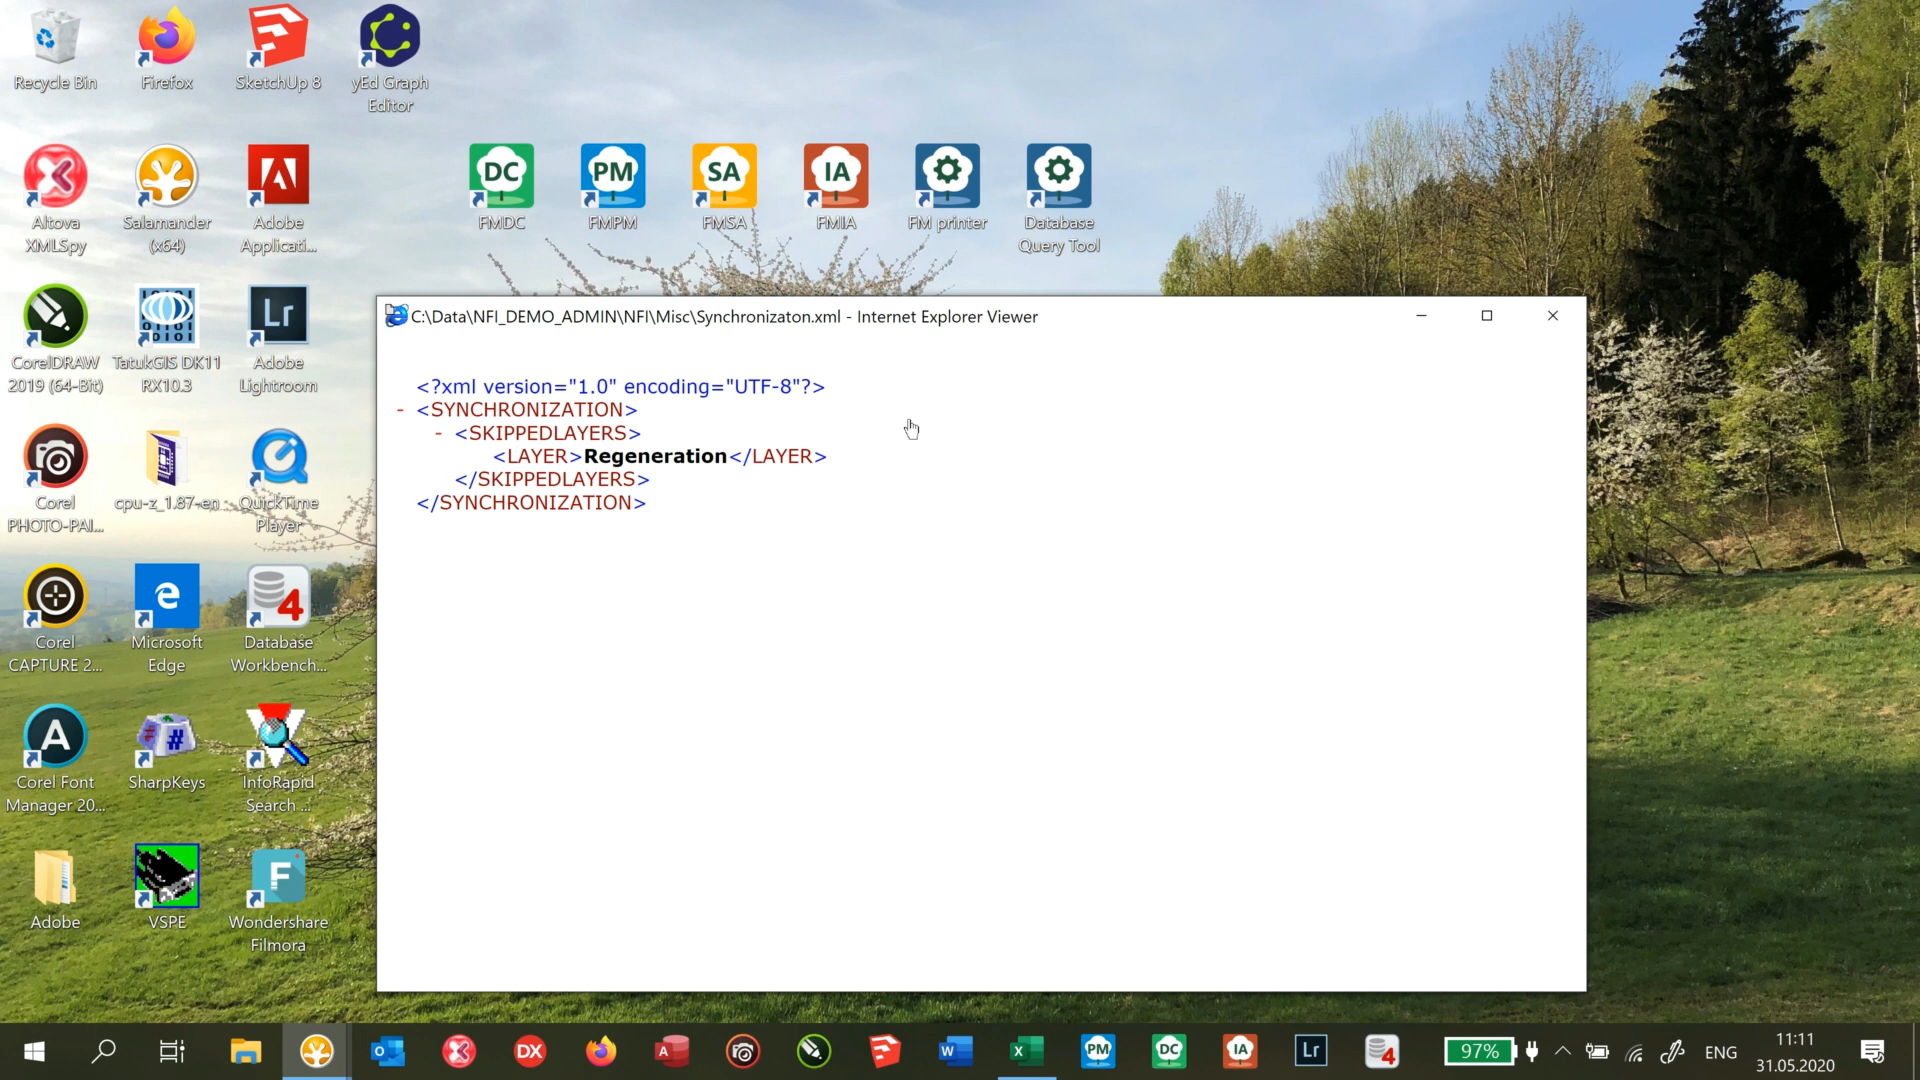 Recycle Bin
Firefox
SketchUp 8
yEd Graph
Editor
Altova
XMLSpy
Salamander
(x64)
Adobe
Applicati...
DC
FMDC
PM
FMPM
SA
FMSA
IA
FMIA
FM printer
Database
Query Tool
C:\Data\NFI_DEMO_ADMIN\NFI\Misc\Synchronizaton.xml - Internet Explorer Viewer
<?xml version="1.0" encoding="UTF-8"?>
- <SYNCHRONIZATION>
- <SKIPPEDLAYERS>
<LAYER>Regeneration</LAYER>
</SKIPPEDLAYERS>
</SYNCHRONIZATION>
CorelDRAW
2019 (64-Bit)
TatukGIS DK11
RX10.3
Lr
Adobe
Lightroom
Corel
PHOTO-PAI...
cpu-z_1.87-en
QuickTime
Player
Corel
CAPTURE 2...
Microsoft
Edge
4
Database
Workbench...
A
Corel Font
Manager 20...
#
SharpKeys
InfoRapid
Search ...
Adobe
VSPE
F
Wondershare
Filmora
O
DX
A
W
X
PM
DC
IA
Lr
4
97%
ENG
11:11
31.05.2020